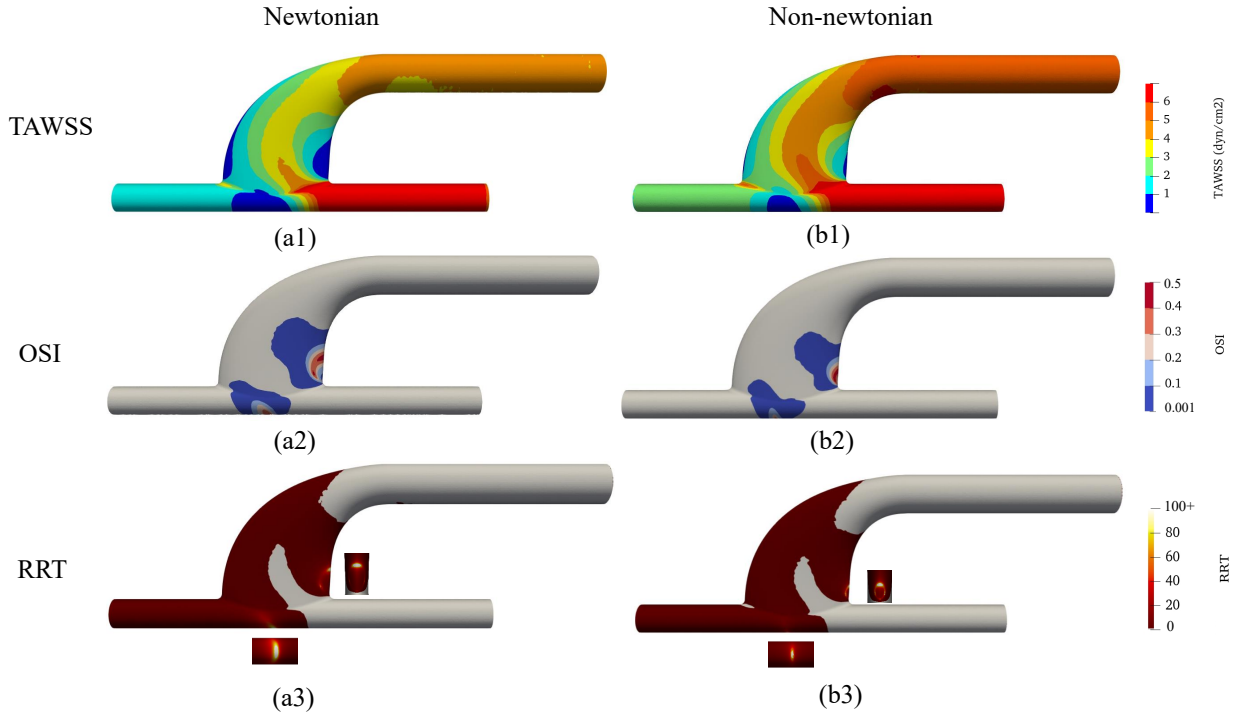 Newtonian
Non-newtonian
TAWSS
6
5
4
3
2
1
TAWSS (dyn/cm2)
(a1)
(b1)
OSI
0.5
0.4
0.3
0.2
0.1
0.001
OSI
(a2)
(b2)
RRT
100+
80
60
40
20
0
RRT
(a3)
(b3)